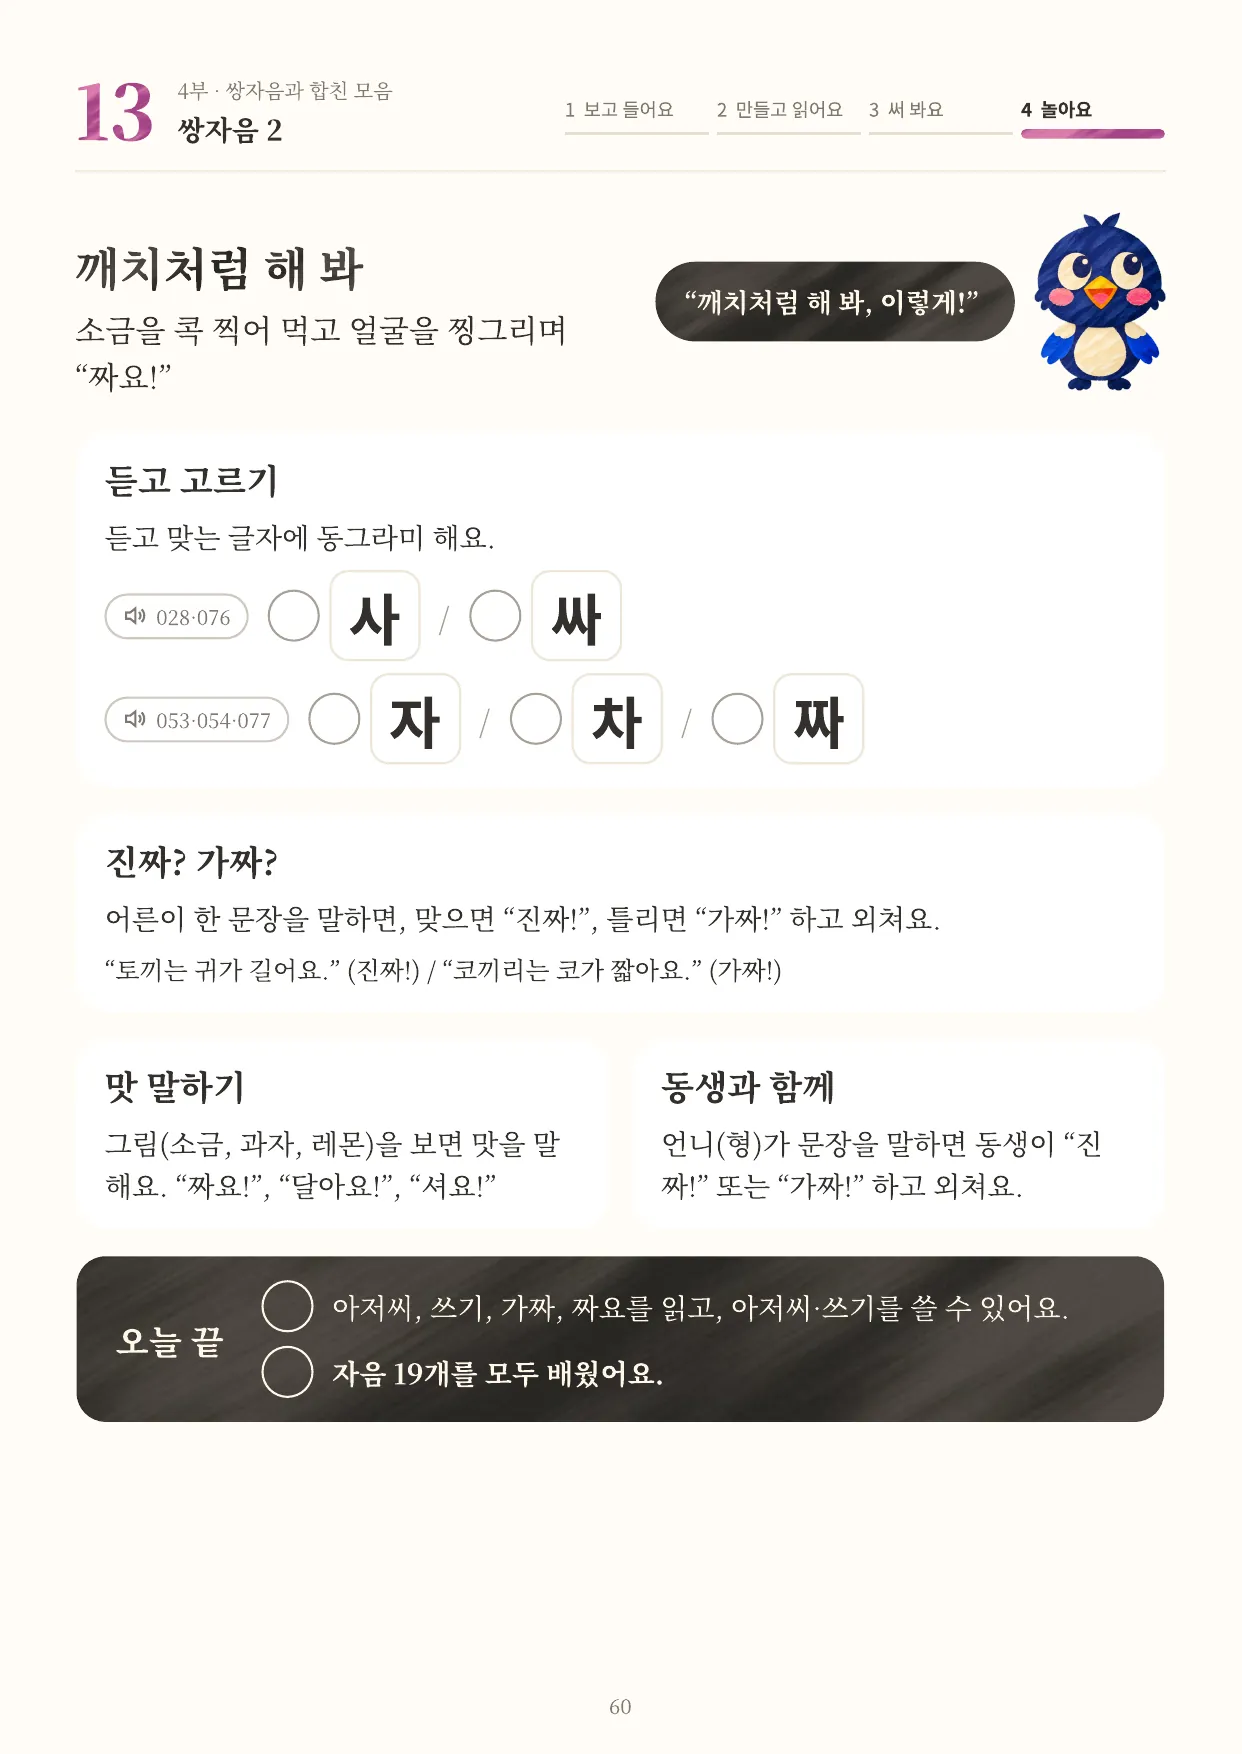 13
4부 · 쌍자음과 합친 모음
쌍자음 2
1 보고 들어요
2 만들고 읽어요
3 써 봐요
4 놀아요
깨치처럼 해 봐
소금을 콕 찍어 먹고 얼굴을 찡그리며
“짜요!”
“깨치처럼 해 봐, 이렇게!”
듣고 고르기
듣고 맞는 글자에 동그라미 해요.
028·076 사 / 싸
053·054·077 자 / 차 / 짜
진짜? 가짜?
어른이 한 문장을 말하면, 맞으면 “진짜!”, 틀리면 “가짜!” 하고 외쳐요.
“토끼는 귀가 길어요.” (진짜!) / “코끼리는 코가 짧아요.” (가짜!)
맛 말하기
그림(소금, 과자, 레몬)을 보면 맛을 말
해요. “짜요!”, “달아요!”, “셔요!”
동생과 함께
언니(형)가 문장을 말하면 동생이 “진
짜!” 또는 “가짜!” 하고 외쳐요.
오늘 끝
아저씨, 쓰기, 가짜, 짜요를 읽고, 아저씨·쓰기를 쓸 수 있어요.
자음 19개를 모두 배웠어요.
60